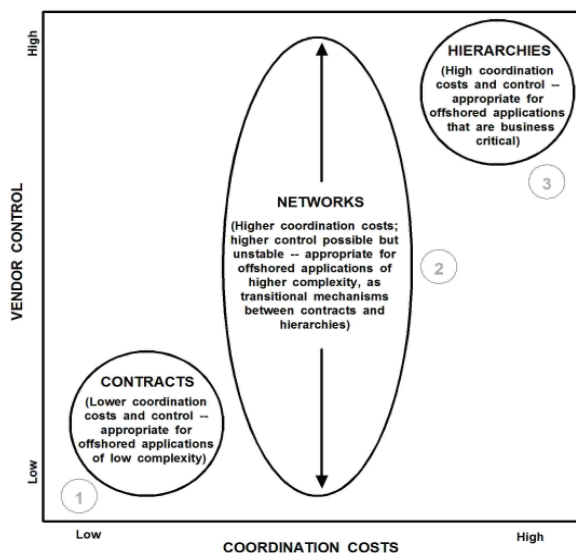 High
HIERARCHIES
(High coordination
costs and control --
appropriate for
offshored applications
that are business
critical)
3
NETWORKS
(Higher coordination costs;
higher control possible but
unstable -- appropriate for
offshored applications of
higher complexity, as
transitional mechanisms
between contracts and
hierarchies)
2
VENDOR CONTROL
CONTRACTS
(Lower coordination
costs and control --
appropriate for
offshored applications
of low complexity)
1
Low
Low
High
COORDINATION COSTS